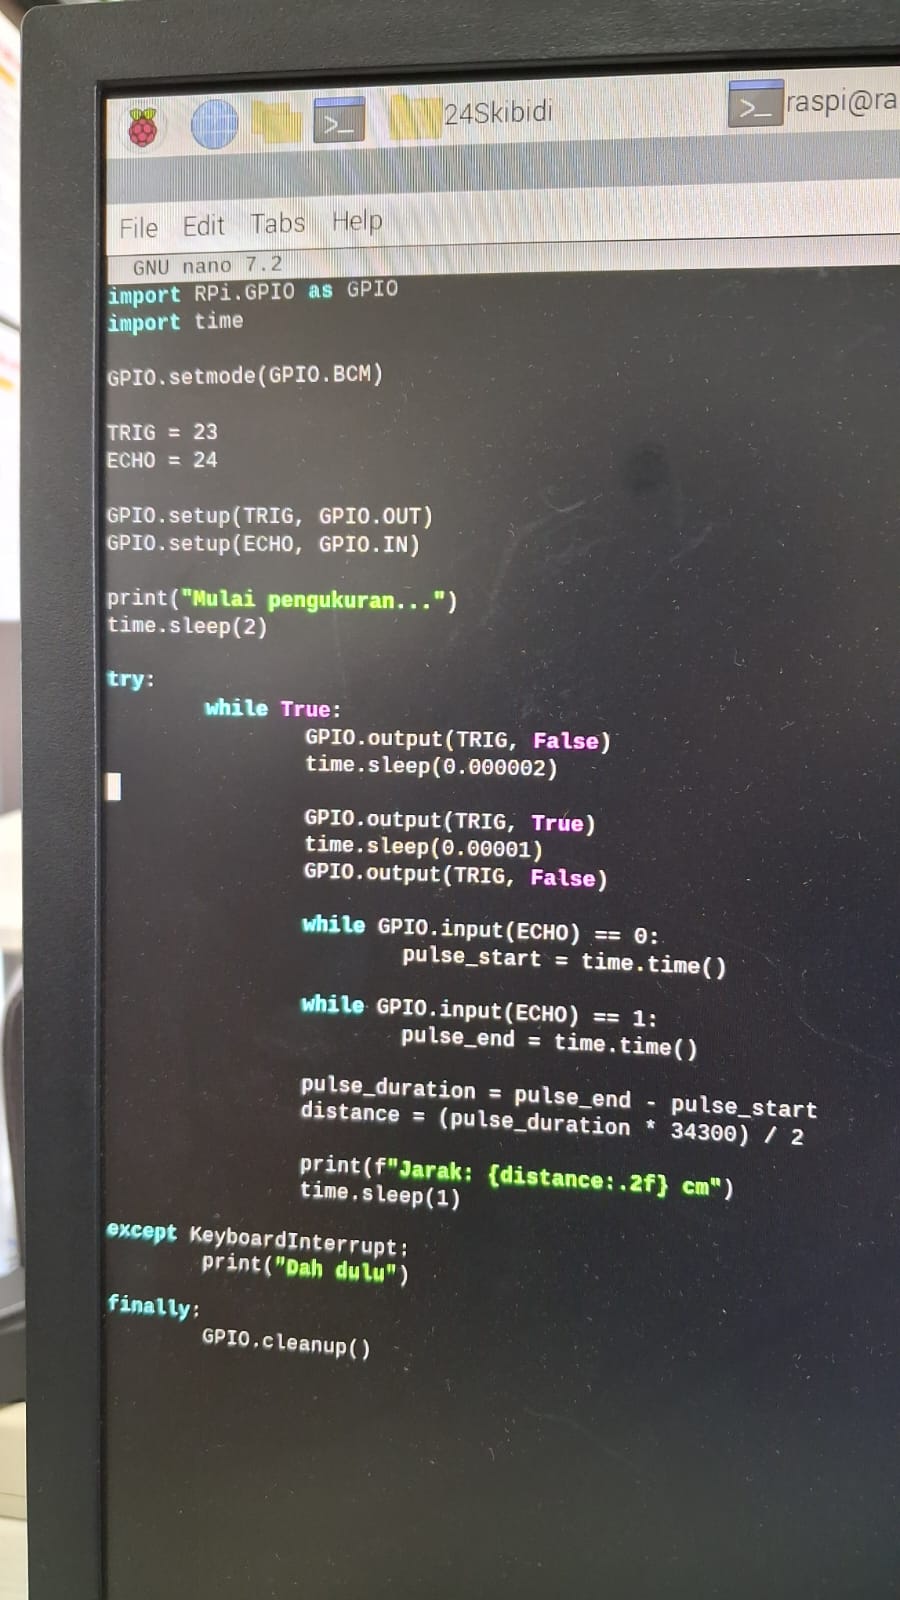 24Skibidi
raspi@ra
File Edit Tabs Help
GNU nano 7.2
import RPi.GPIO as GPIO
import time
GPIO.setmode(GPIO.BCM)
TRIG = 23
ECHO = 24
GPIO.setup(TRIG, GPIO.OUT)
GPIO.setup(ECHO, GPIO.IN)
print("Mulai pengukuran...")
time.sleep(2)
try:
while True:
GPIO.output(TRIG, False)
time.sleep(0.000002)
GPIO.output(TRIG, True)
time.sleep(0.00001)
GPIO.output(TRIG, False)
while GPIO.input(ECHO) == 0:
pulse_start = time.time()
while GPIO.input(ECHO) == 1:
pulse_end = time.time()
pulse_duration = pulse_end - pulse_start
distance = (pulse_duration * 34300) / 2
print(f"Jarak: {distance:.2f} cm")
time.sleep(1)
except KeyboardInterrupt:
print("Dah dulu")
finally:
GPIO.cleanup()